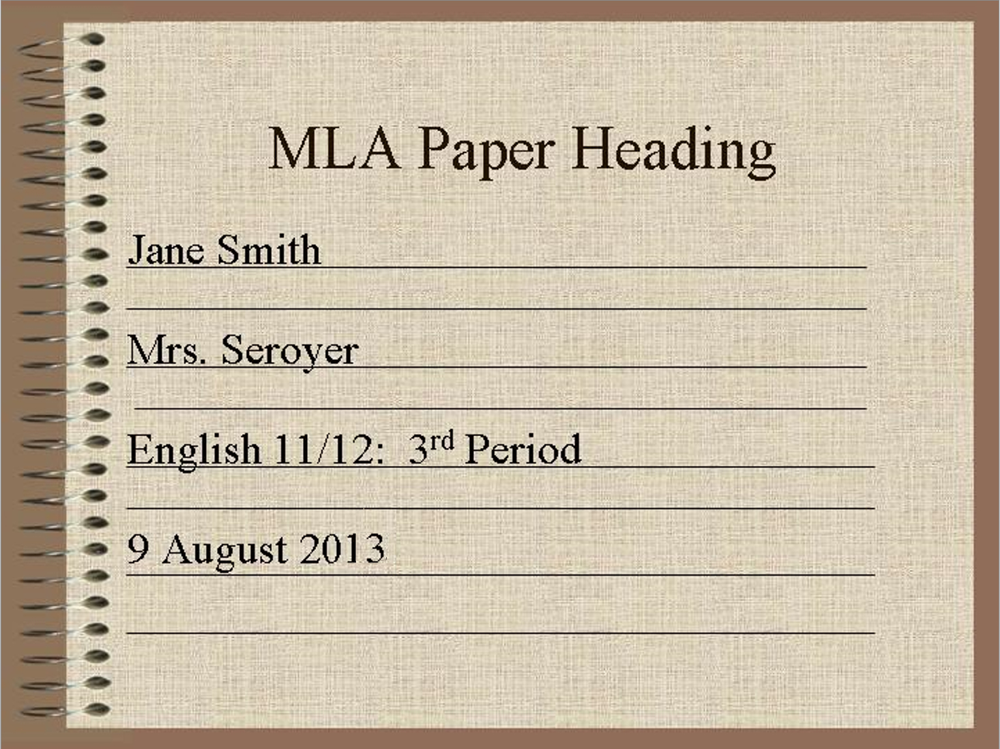 MLA Paper Heading
Jane Smith
Mrs. Seroyer
English 11/12:  3rd Period
9 August 2013